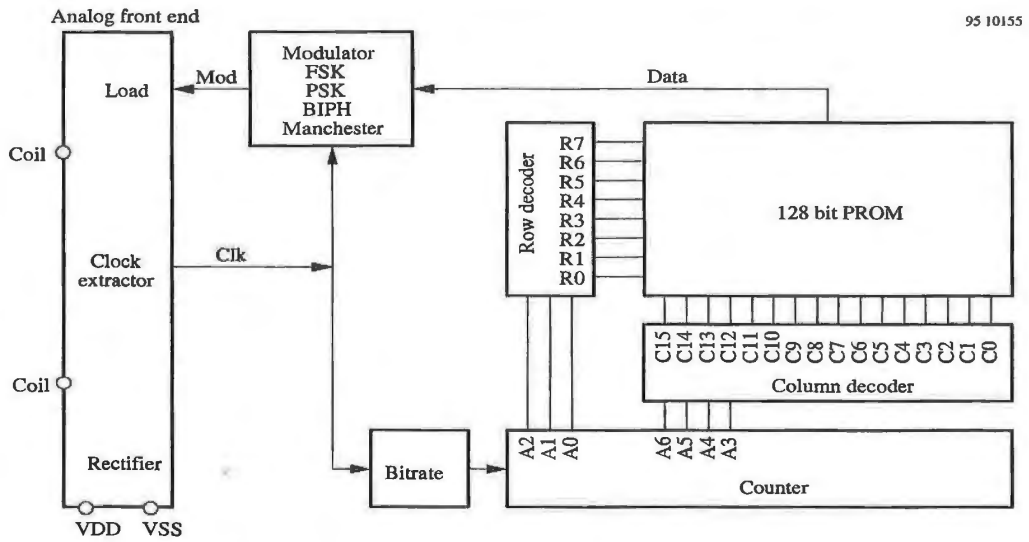 Analog front end
95 10155
Load
Mod
Modulator
FSK
PSK
BIPH
Manchester
Data
Coil
Row decoder
R7
R6
R5
R4
R3
R2
R1
R0
128 bit PROM
Clock
extractor
Clk
C15 C14 C13 C12 C11 C10 C9 C8 C7 C6 C5 C4 C3 C2 C1 C0
Column decoder
Coil
A2 A1 A0
A6 A5 A4 A3
Rectifier
Bitrate
Counter
VDD
VSS